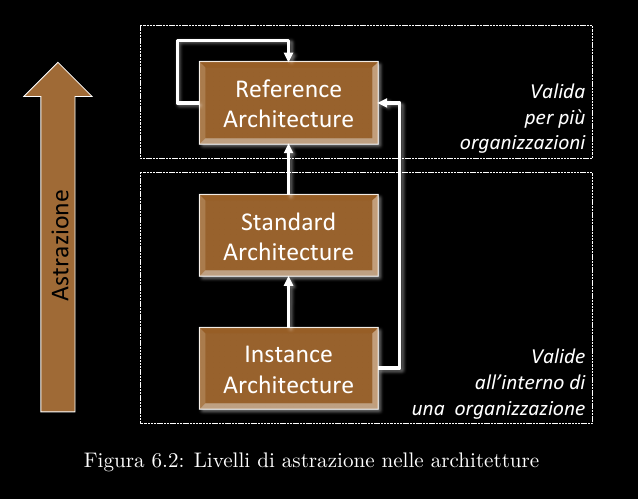 Reference
Architecture
Valida
per più
organizzazioni
Astrazione
Standard
Architecture
Instance
Architecture
Valide
all’interno di
una organizzazione
Figura 6.2: Livelli di astrazione nelle architetture